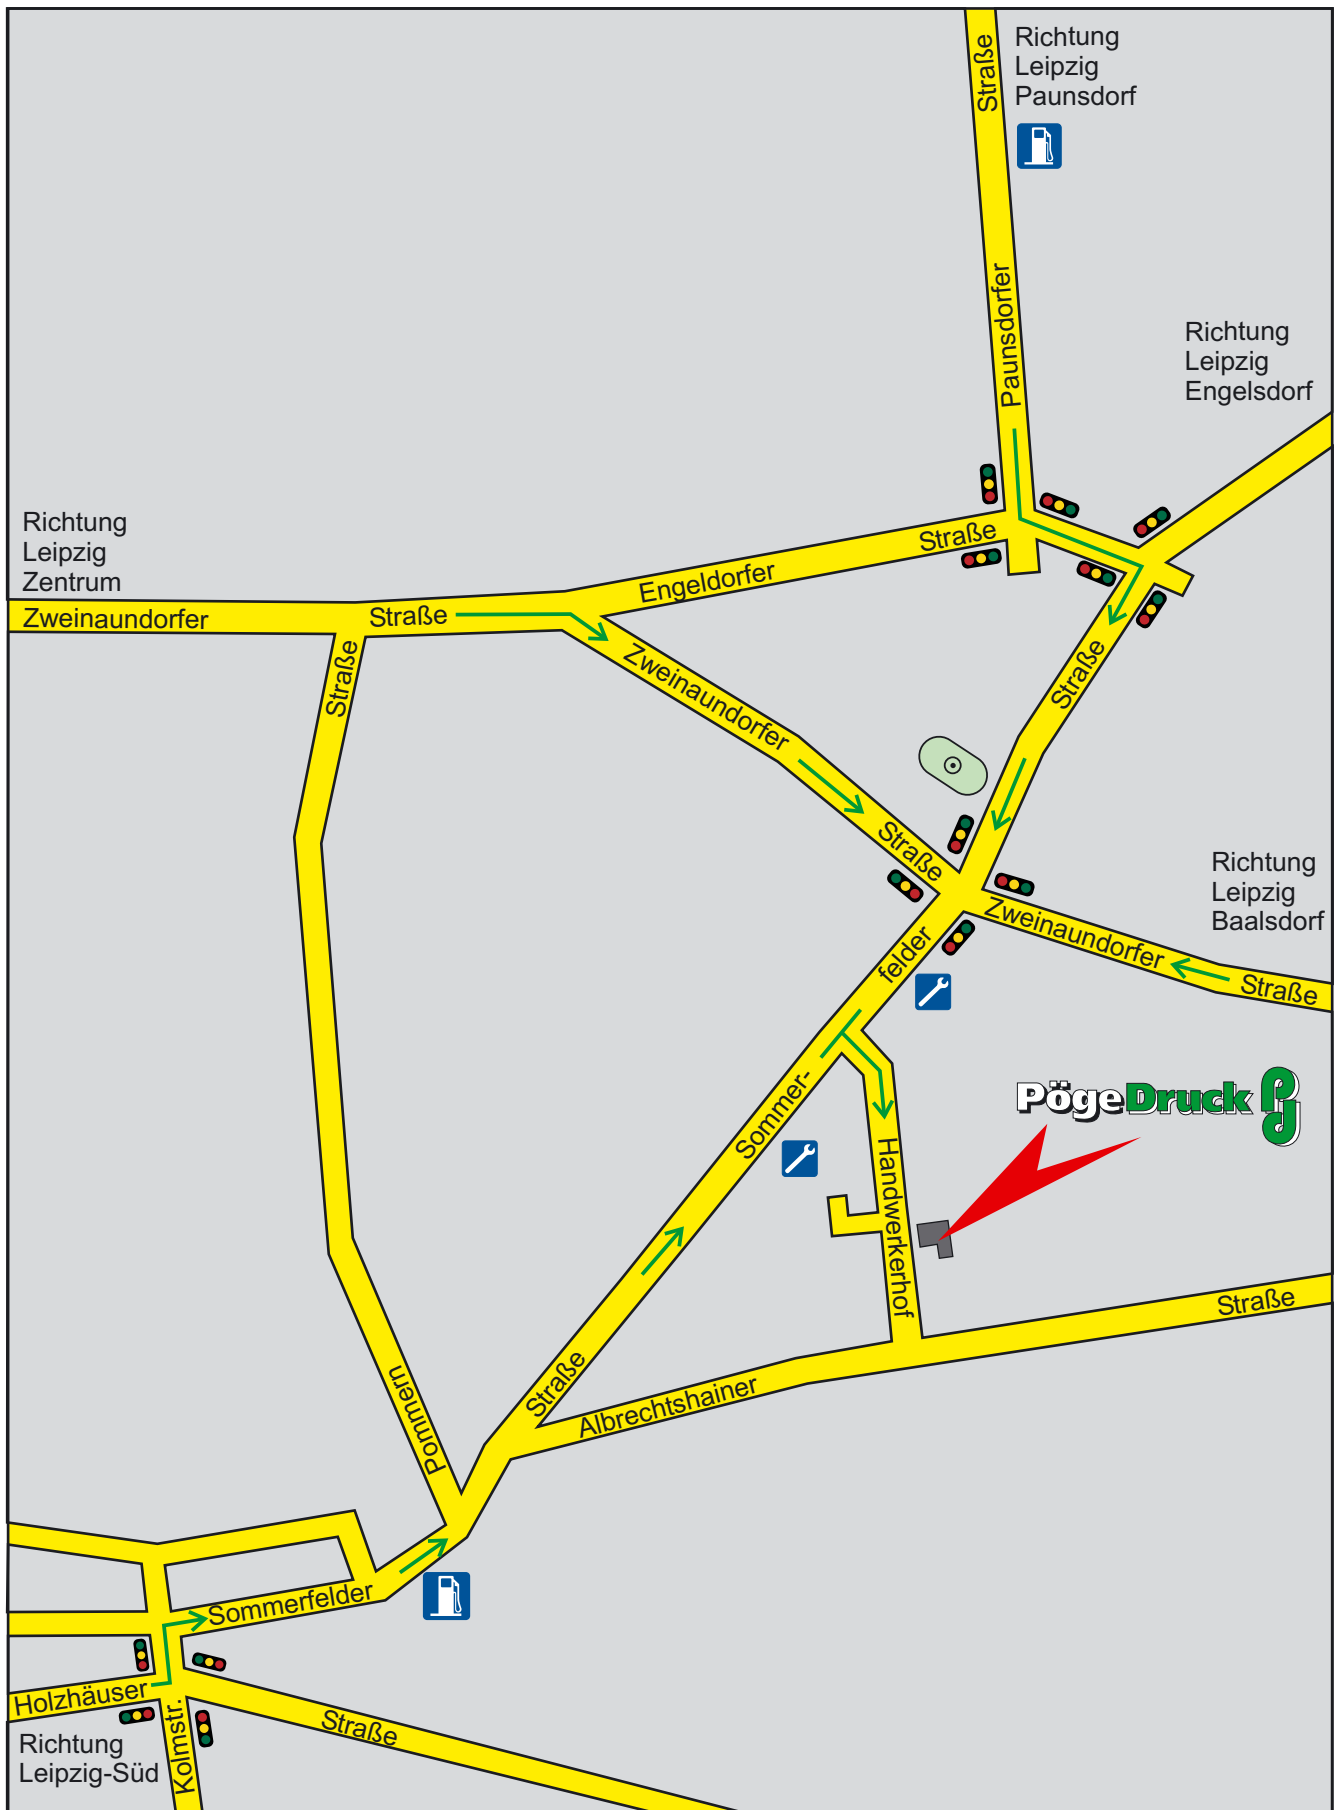 Straße
Richtung
Leipzig
Paunsdorf
Paunsdorfer
Richtung
Leipzig
Engelsdorf
Richtung
Leipzig
Zentrum
Zweinaundorfer
Straße
Engeldorfer
Straße
Straße
Zweinaundorfer
Straße
Straße
Richtung
Leipzig
Baalsdorf
Zweinaundorfer
Straße
felder
Sommer-
PögeDruck pd
Handwerkerhof
Straße
Straße
Albrechtshainer
Pommern
Sommerfelder
Holzhäuser
Kolmstr.
Straße
Richtung
Leipzig-Süd